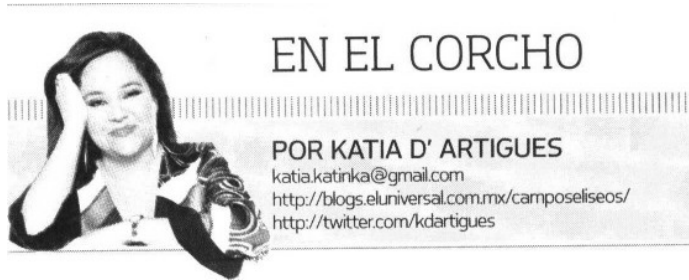 EN EL CORCHO
POR KATIA D' ARTIGUES
katia.katinka@gmail.com
http://blogs.eluniversal.com.mx/camposeliseos/
http://twitter.com/kdartigues